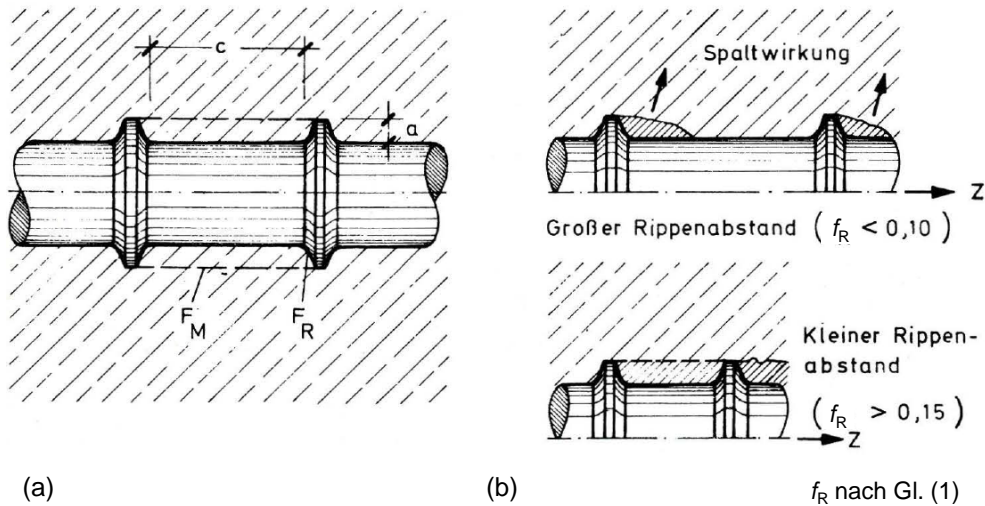 c
a
F_M
F_R
(a)
Spaltwirkung
Z
Großer Rippenabstand ( f_R < 0,10 )
Kleiner Rippen-
abstand
( f_R > 0,15 )
Z
(b)
f_R nach Gl. (1)